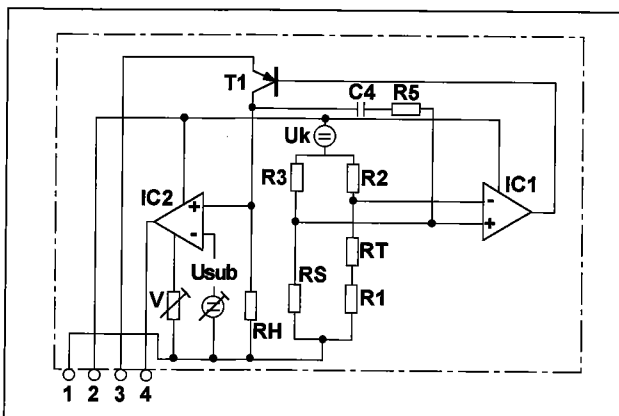 T1
C4 R5
Uk
R3 R2
IC2 IC1
+ -
- +
Usub RT
V RS R1
RH
1 2 3 4